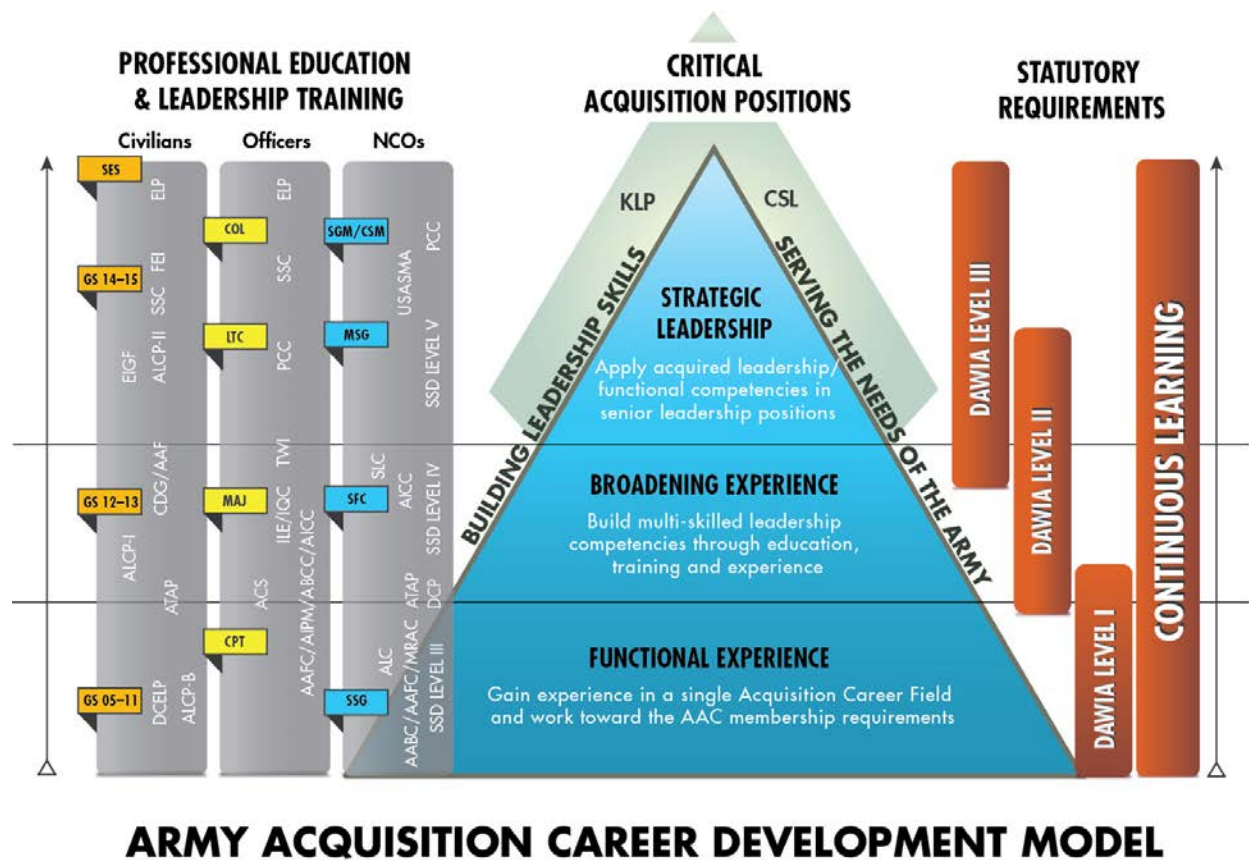 PROFESSIONAL EDUCATION
& LEADERSHIP TRAINING
Civilians
Officers
NCOs
SES
ELP
FEI
GS 14–15
SSC
ALCP-II
EIGF
CDG/AAF
GS 12–13
ALCP-I
ATAP
GS 05–11
DCELP
ALCP-B
ELP
COL
SSC
LTC
PCC
TWI
MAJ
ILE/IQC
ACS
AAFC/AIPM/ABCC/AICC
CPT
SGM/CSM
PCC
USASMA
MSG
SSD LEVEL V
SLC
SFC
AICC
SSD LEVEL IV
ATAP
DCP
ALC
SSG
AABC/AAFC/MRAC
SSD LEVEL III
CRITICAL
ACQUISITION POSITIONS
KLP
CSL
BUILDING LEADERSHIP SKILLS
SERVING THE NEEDS OF THE ARMY
STRATEGIC
LEADERSHIP
Apply acquired leadership/
functional competencies in
senior leadership positions
BROADENING EXPERIENCE
Build multi-skilled leadership
competencies through education,
training and experience
FUNCTIONAL EXPERIENCE
Gain experience in a single Acquisition Career Field
and work toward the AAC membership requirements
STATUTORY
REQUIREMENTS
DAWIA LEVEL III
DAWIA LEVEL II
DAWIA LEVEL I
CONTINUOUS LEARNING
ARMY ACQUISITION CAREER DEVELOPMENT MODEL